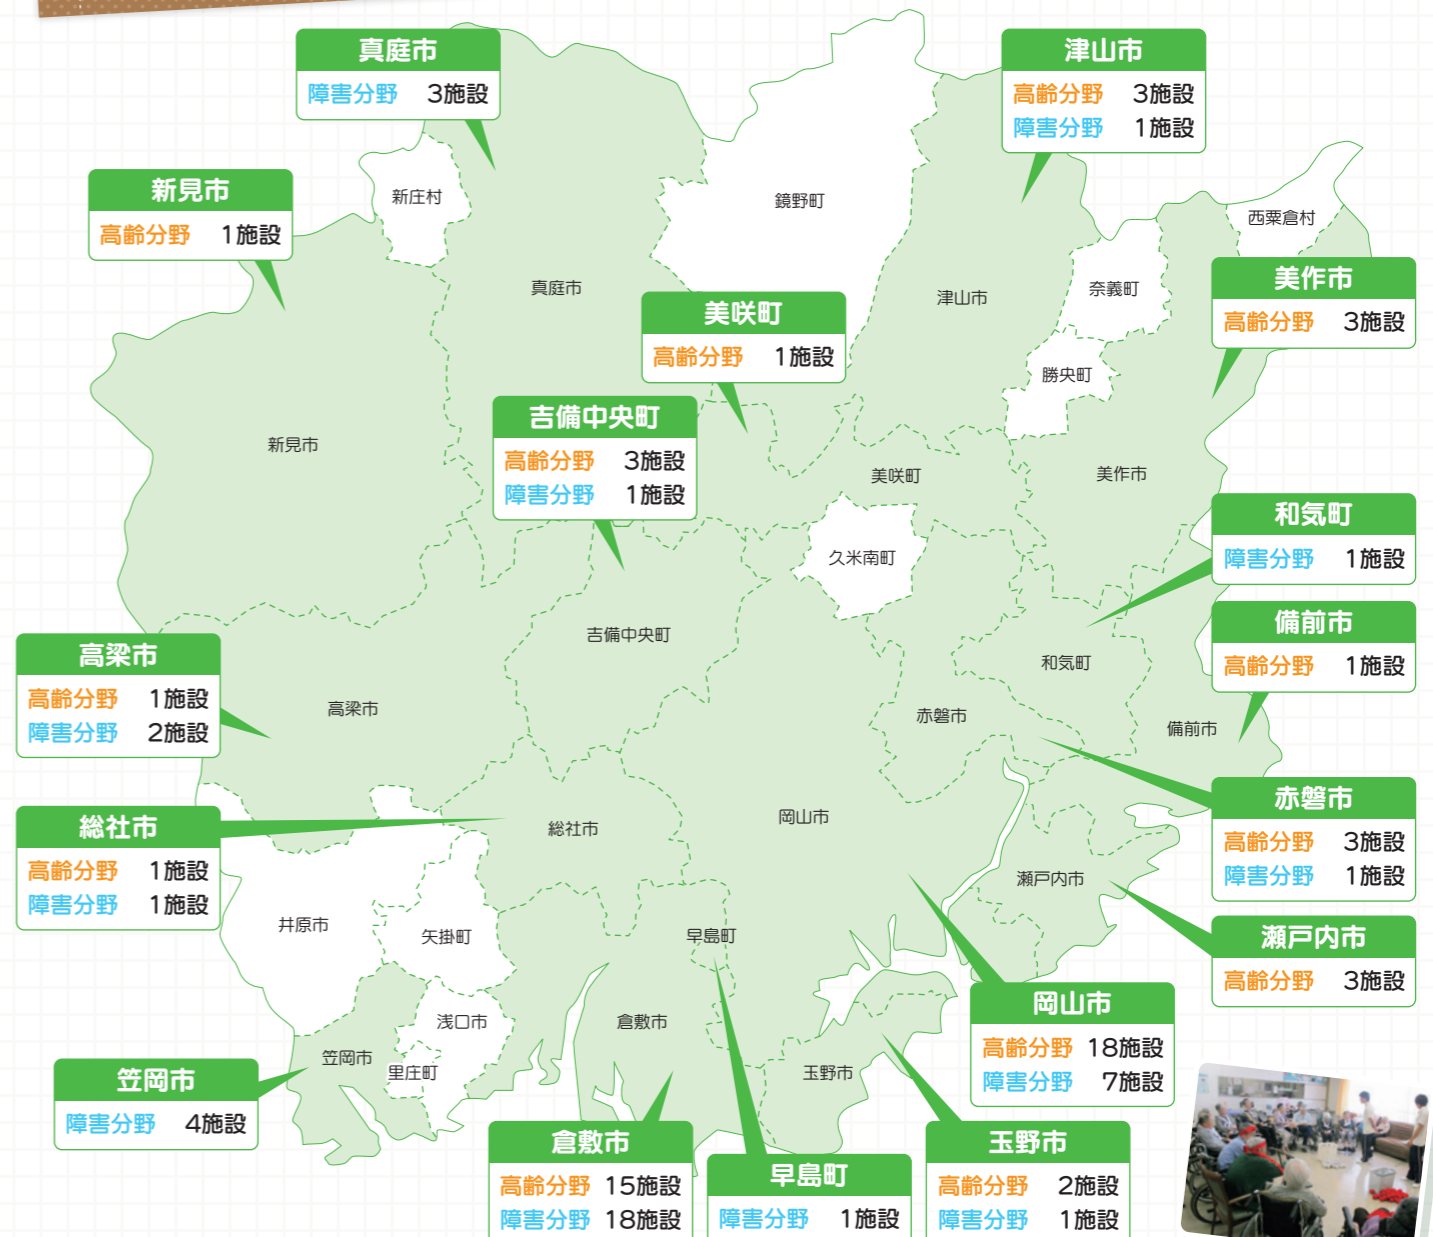 真庭市
障害分野 3施設
津山市
高齢分野 3施設
障害分野 1施設
新見市
高齢分野 1施設
新庄村
鏡野町
西粟倉村
真庭市
津山市
奈義町
美作市
高齢分野 3施設
美咲町
高齢分野 1施設
勝央町
吉備中央町
高齢分野 3施設
障害分野 1施設
新見市
美咲町
美作市
和気町
障害分野 1施設
久米南町
備前市
高齢分野 1施設
吉備中央町
和気町
高梁市
高齢分野 1施設
障害分野 2施設
高梁市
赤磐市
備前市
赤磐市
高齢分野 3施設
障害分野 1施設
総社市
高齢分野 1施設
障害分野 1施設
総社市
岡山市
瀬戸内市
井原市
矢掛町
早島町
瀬戸内市
高齢分野 3施設
岡山市
高齢分野 18施設
障害分野 7施設
浅口市
倉敷市
笠岡市
里庄町
玉野市
笠岡市
障害分野 4施設
倉敷市
高齢分野 15施設
障害分野 18施設
早島町
障害分野 1施設
玉野市
高齢分野 2施設
障害分野 1施設